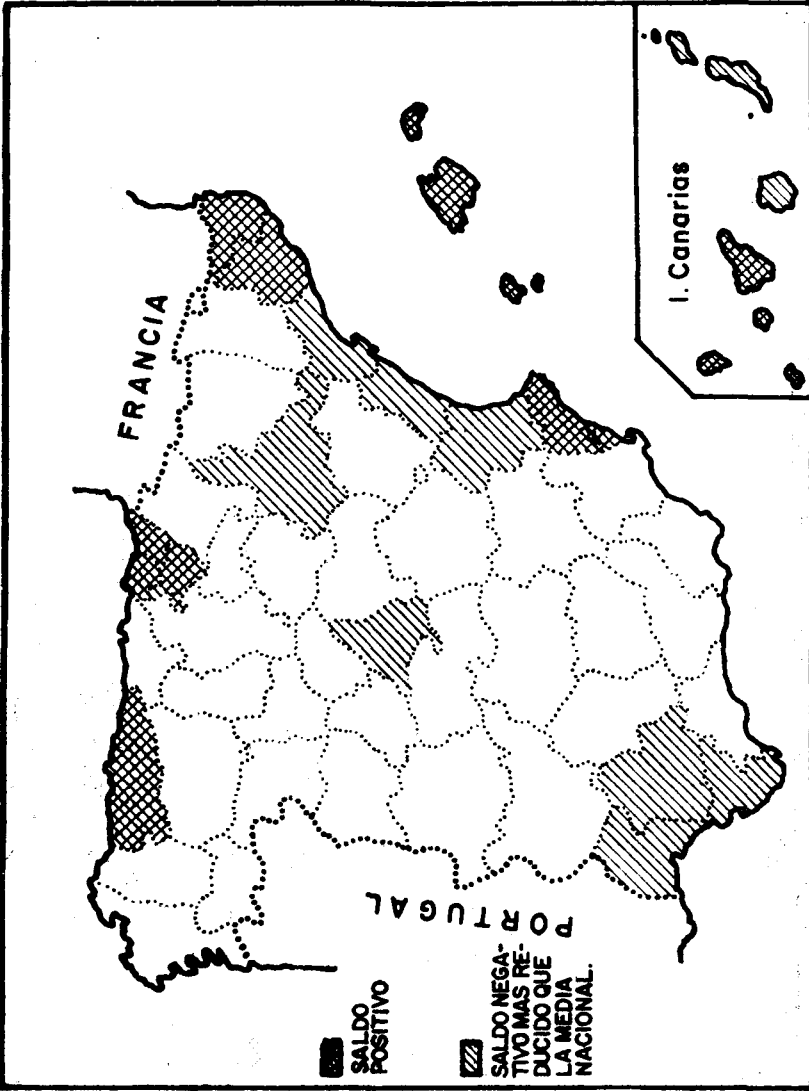 FRANCIA
PORTUGAL
I. Canarias
SALDO
POSITIVO
SALDO NEGA-
TIVO MAS RE-
DUCIDO QUE
LA MEDIA
NACIONAL.